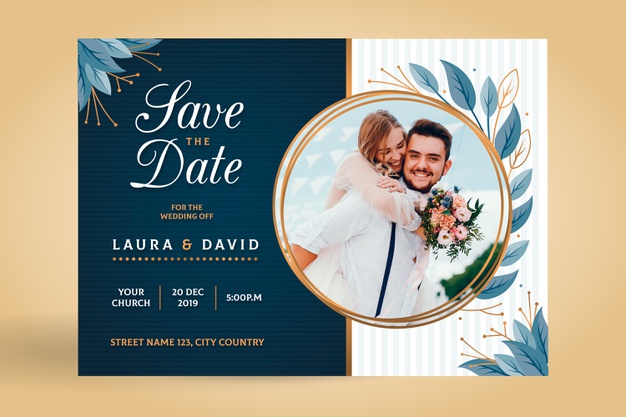 Save
THE
Date
FOR THE
WEDDING OFF
LAURA & DAVID
YOUR
CHURCH
20 DEC
2019
5:00P.M
STREET NAME 123, CITY COUNTRY